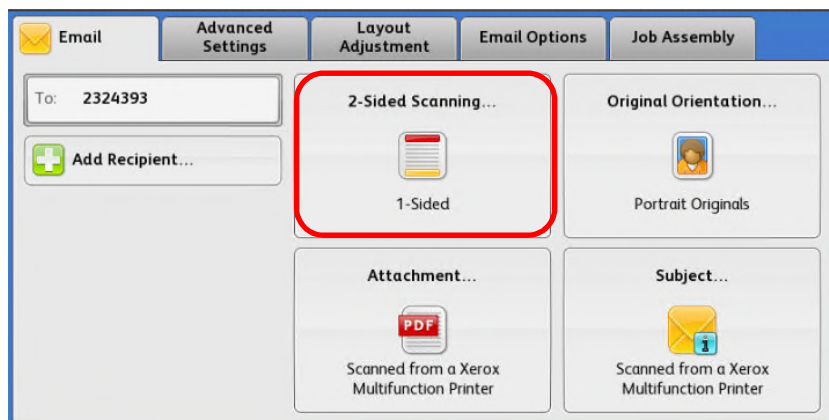 Email
Advanced
Settings
Layout
Adjustment
Email Options
Job Assembly
To: 2324393
Add Recipient...
2-Sided Scanning...
1-Sided
Original Orientation...
Portrait Originals
Attachment...
PDF
Scanned from a Xerox
Multifunction Printer
Subject...
i
Scanned from a Xerox
Multifunction Printer